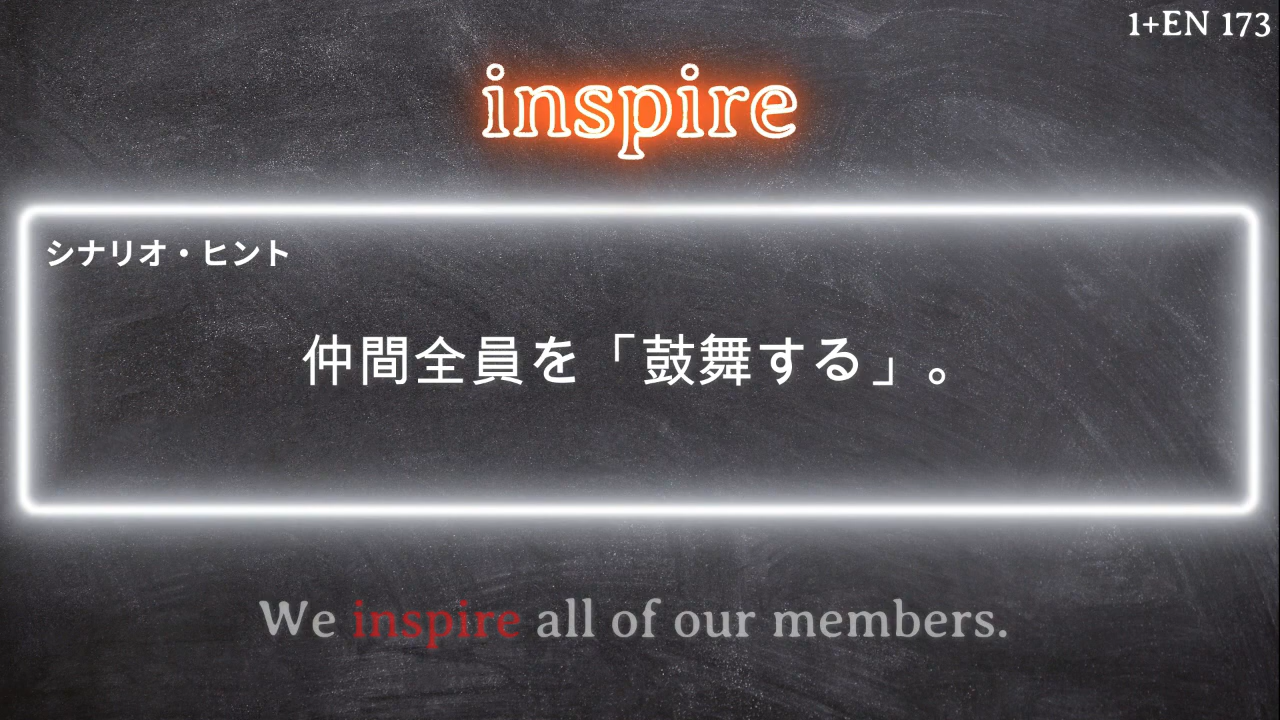 1+EN 173
inspire
シナリオ・ヒント
仲間全員を「鼓舞する」。
We inspire all of our members.